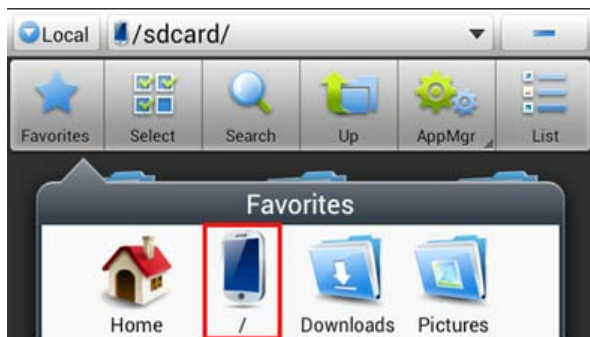 Local /sdcard/
Favorites Select Search Up AppMgr List
Favorites
Home / Downloads Pictures